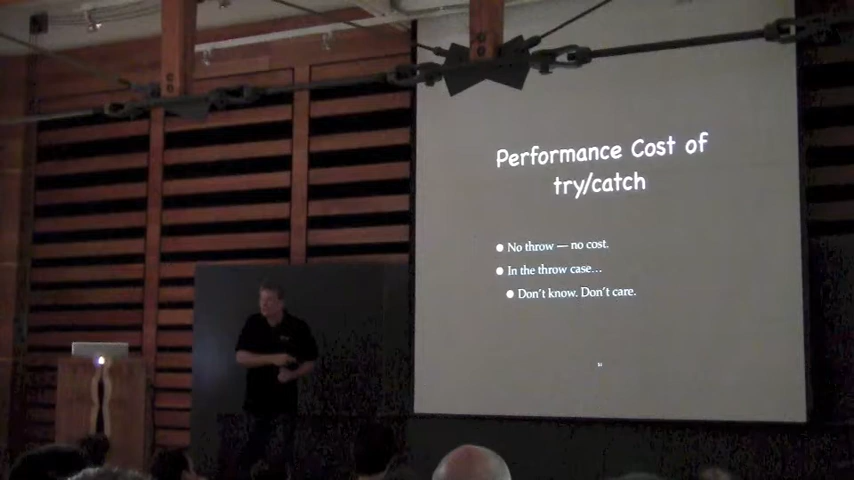 Performance Cost of
try/catch
No throw — no cost.
In the throw case...
Don't know. Don't care.